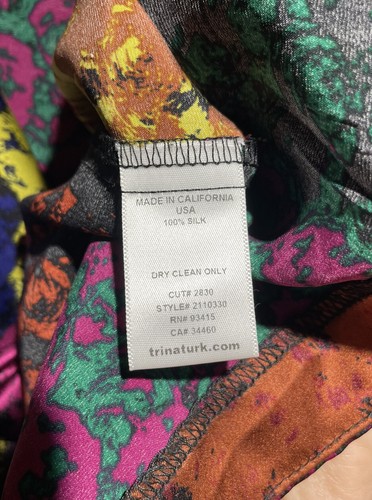 MADE IN CALIFORNIA
USA
100% SILK
DRY CLEAN ONLY
CUT# 2830
STYLE# 2110330
RN# 93415
CA# 34460
trinaturk.com